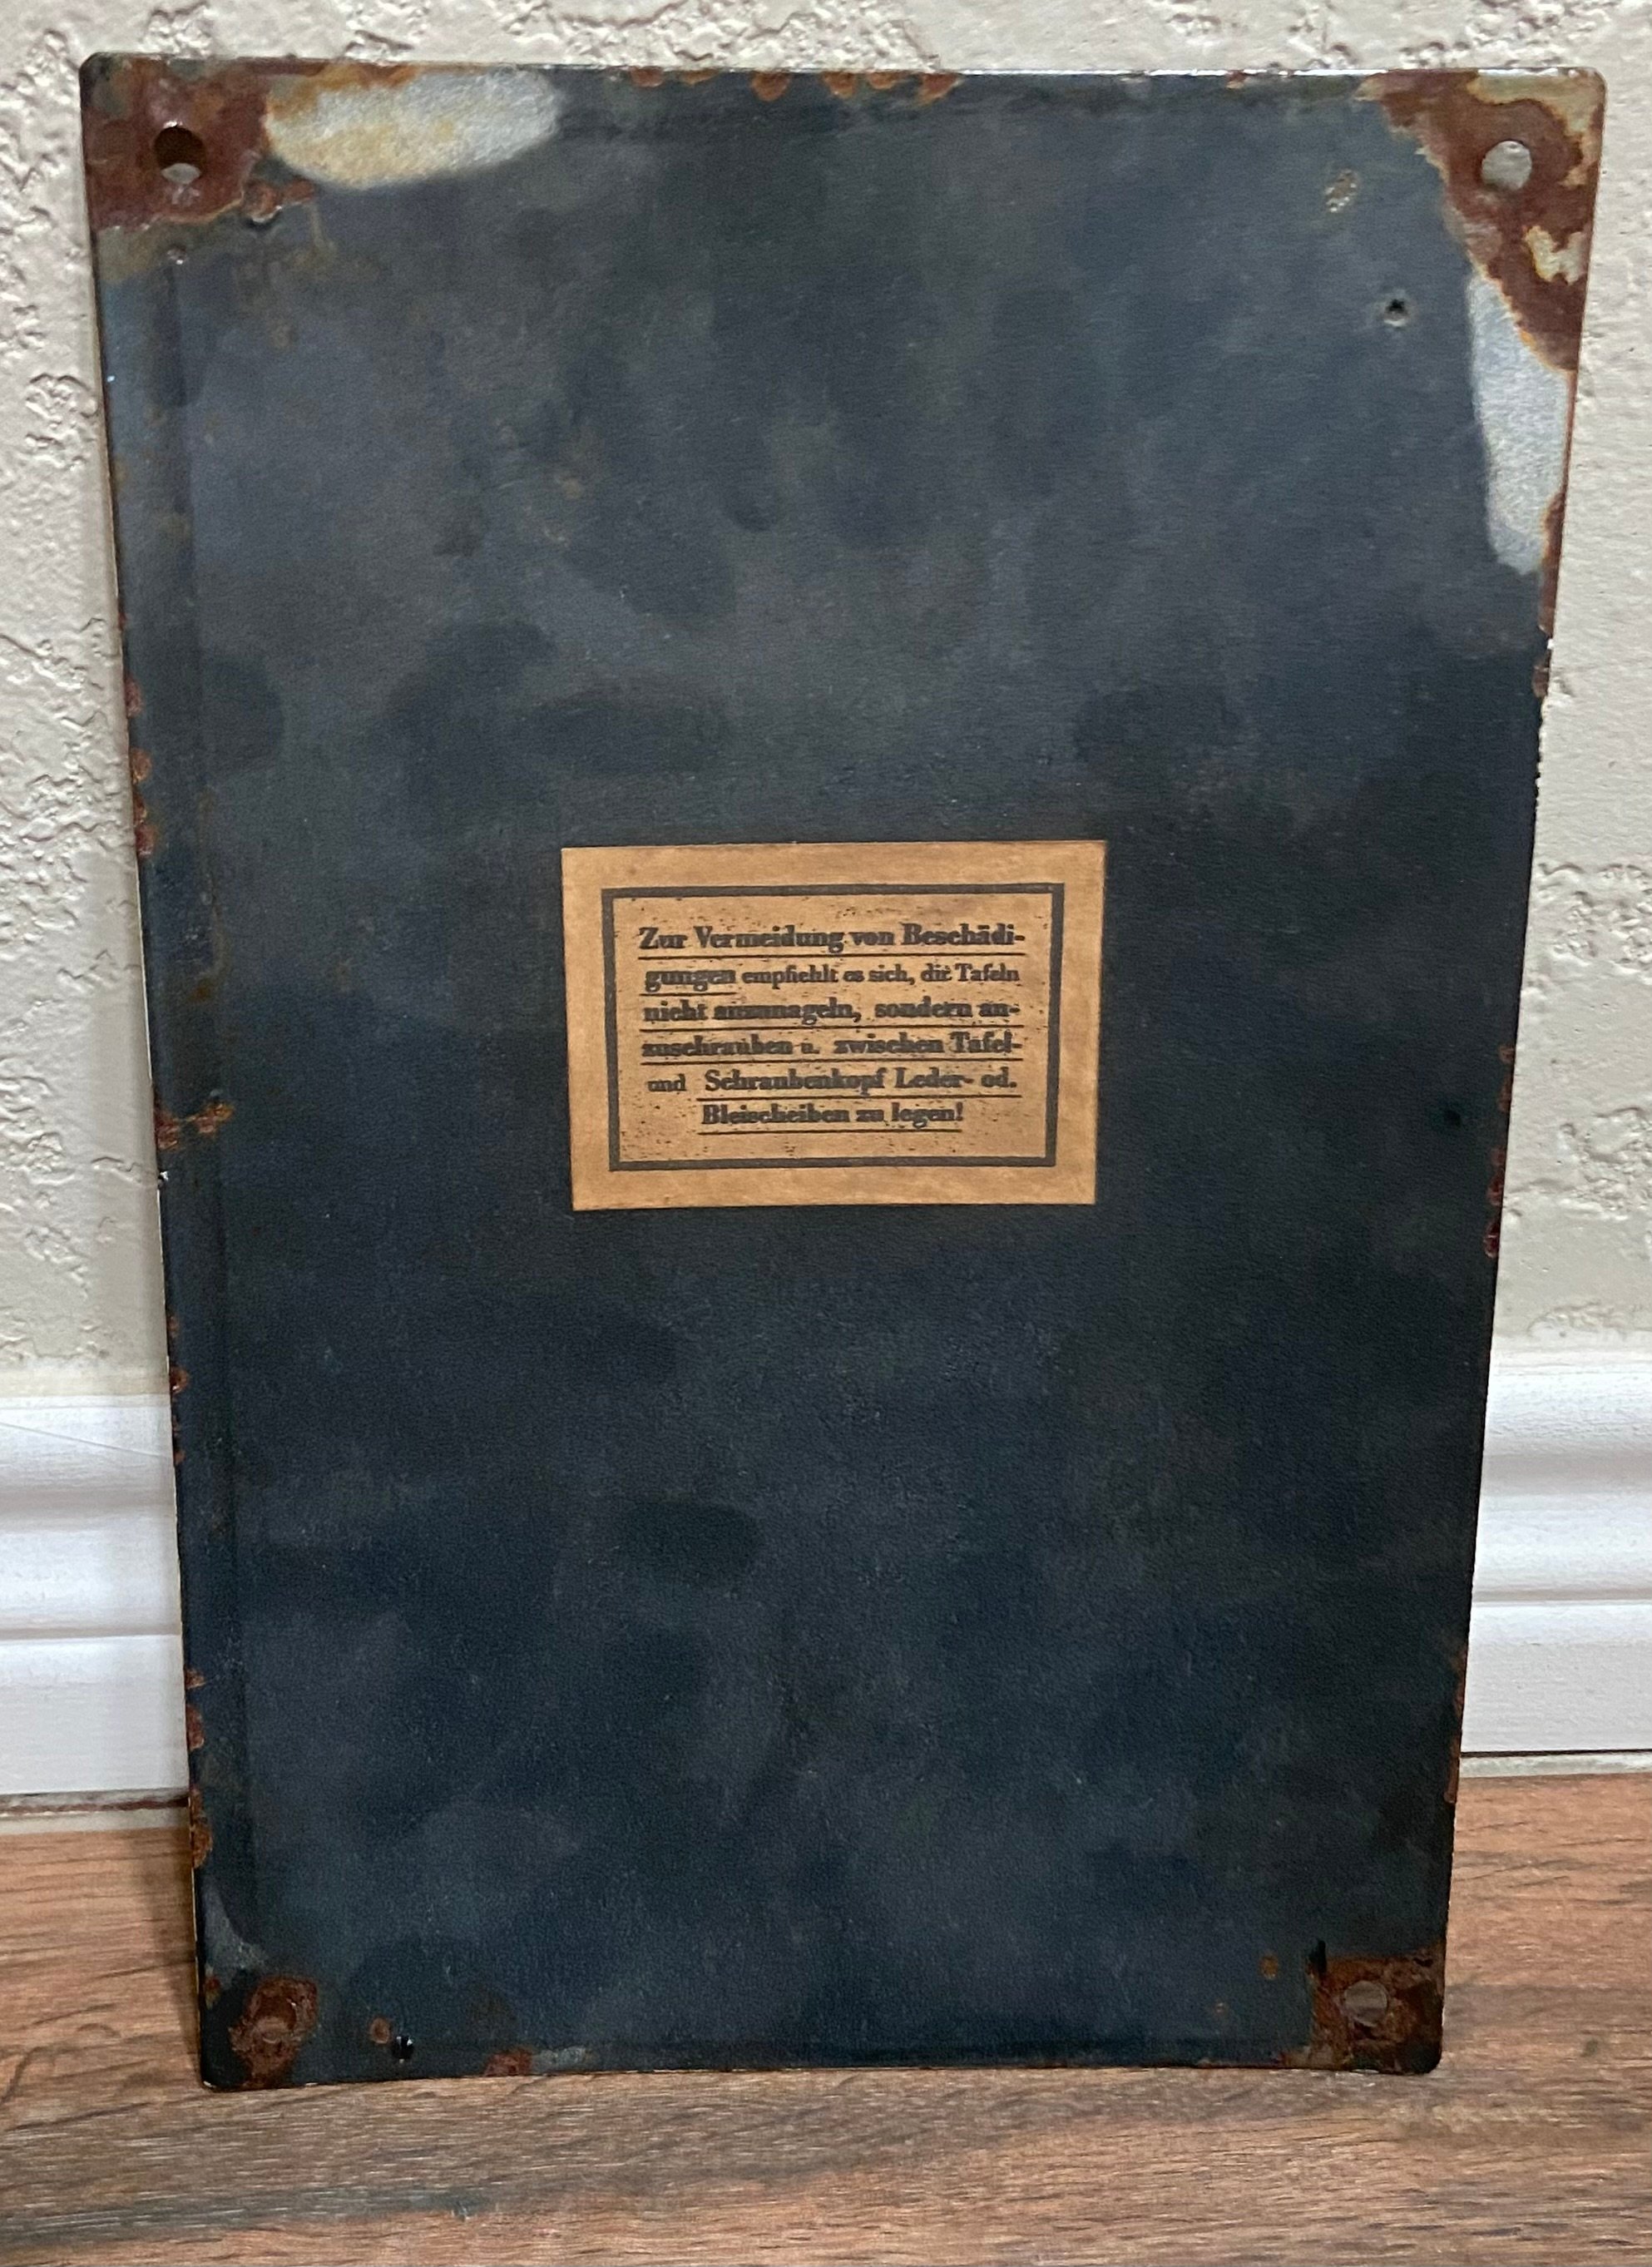 Zur Vermeidung von Beschädi-
gungen empfiehlt es sich, die Tafeln
nicht anzunageln, sondern an-
zuschrauben u. zwischen Tafel-
und Schraubenkopf Leder- od.
Bleischeiben zu legen!